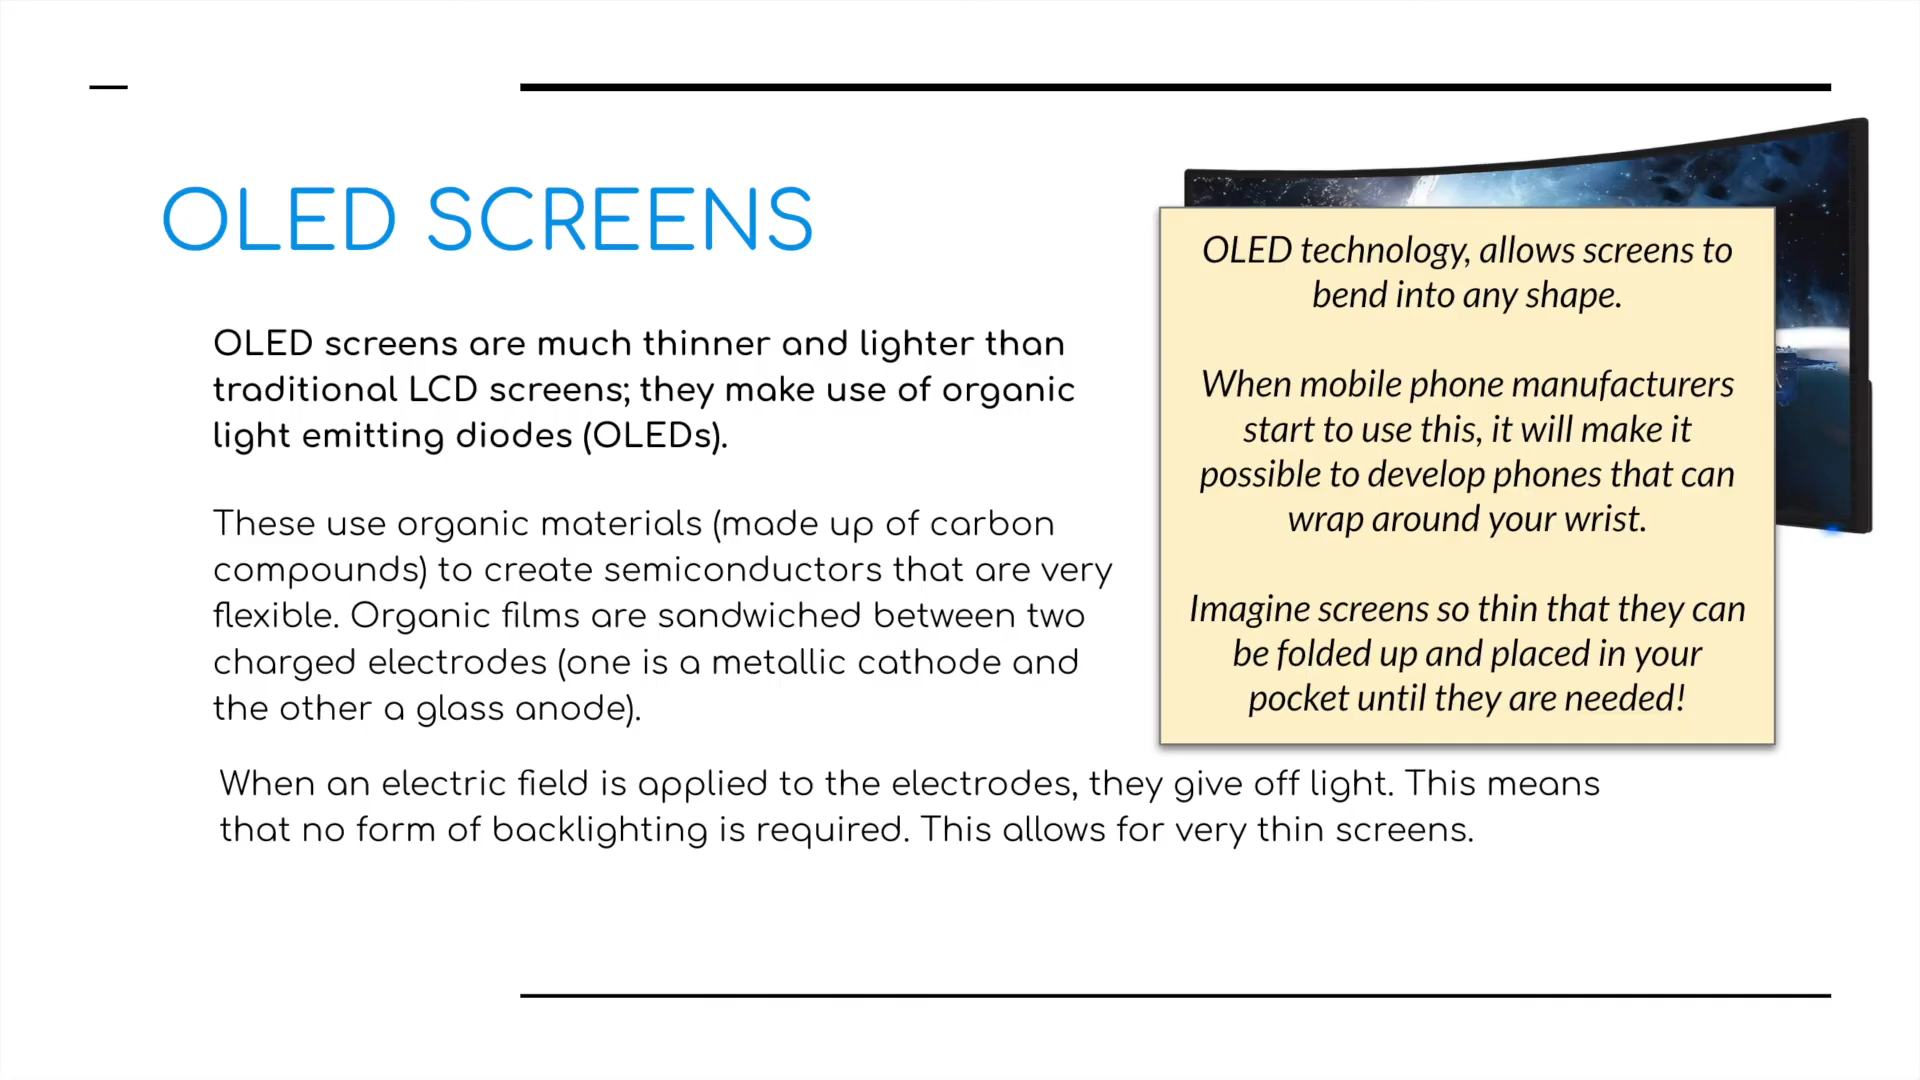 OLED SCREENS
OLED screens are much thinner and lighter than
traditional LCD screens; they make use of organic
light emitting diodes (OLEDs).
These use organic materials (made up of carbon
compounds) to create semiconductors that are very
flexible. Organic films are sandwiched between two
charged electrodes (one is a metallic cathode and
the other a glass anode).
When an electric field is applied to the electrodes, they give off light. This means
that no form of backlighting is required. This allows for very thin screens.
OLED technology, allows screens to
bend into any shape.
When mobile phone manufacturers
start to use this, it will make it
possible to develop phones that can
wrap around your wrist.
Imagine screens so thin that they can
be folded up and placed in your
pocket until they are needed!